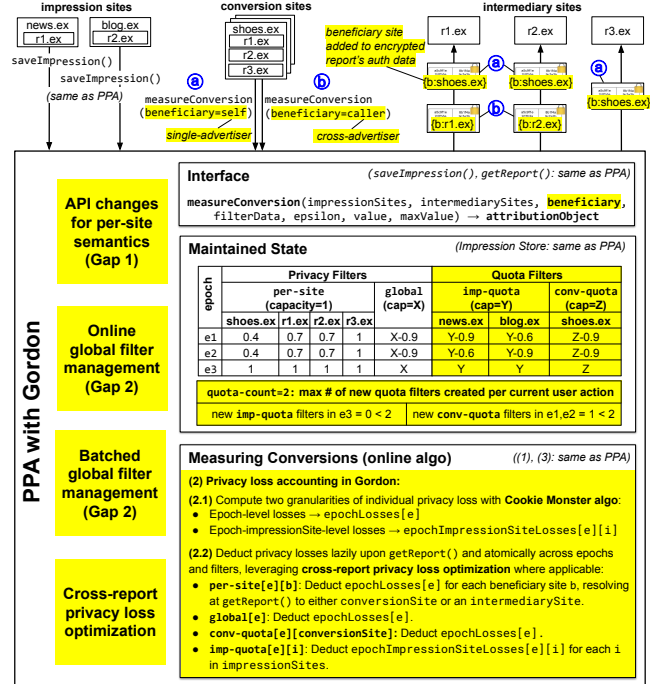 impression sites
conversion sites
intermediary sites
news.ex
r1.ex
blog.ex
r2.ex
saveImpression()
saveImpression()
(same as PPA)
shoes.ex
r1.ex
r2.ex
r3.ex
a
measureConversion
(beneficiary=self)
single-advertiser
b
measureConversion
(beneficiary=caller)
cross-advertiser
beneficiary site
added to encrypted
report's auth data
r1.ex
r2.ex
r3.ex
a
{b:shoes.ex}
{b:shoes.ex}
a
{b:shoes.ex}
b
{b:r1.ex}
{b:r2.ex}
PPA with Gordon
API changes
for per-site
semantics
(Gap 1)
Online
global filter
management
(Gap 2)
Batched
global filter
management
(Gap 2)
Cross-report
privacy loss
optimization
Interface (saveImpression(), getReport(): same as PPA)
measureConversion(impressionSites, intermediarySites, beneficiary,
filterData, epsilon, value, maxValue) → attributionObject
Maintained State (Impression Store: same as PPA)
epoch
Privacy Filters Quota Filters
per-site global imp-quota conv-quota
(capacity=1) (cap=X) (cap=Y) (cap=Z)
shoes.ex r1.ex r2.ex r3.ex news.ex blog.ex shoes.ex
e1 0.4 0.7 0.7 1 X-0.9 Y-0.9 Y-0.6 Z-0.9
e2 0.4 0.7 0.7 1 X-0.9 Y-0.6 Y-0.9 Z-0.9
e3 1 1 1 1 X Y Y Z
quota-count=2: max # of new quota filters created per current user action
new imp-quota filters in e3 = 0 < 2 new conv-quota filters in e1,e2 = 1 < 2
Measuring Conversions (online algo) ((1), (3): same as PPA)
(2) Privacy loss accounting in Gordon:
(2.1) Compute two granularities of individual privacy loss with Cookie Monster algo:
● Epoch-level losses → epochLosses[e]
● Epoch-impressionSite-level losses → epochImpressionSiteLosses[e][i]
(2.2) Deduct privacy losses lazily upon getReport() and atomically across epochs
and filters, leveraging cross-report privacy loss optimization where applicable:
● per-site[e][b]: Deduct epochLosses[e] for each beneficiary site b, resolving
at getReport() to either conversionSite or an intermediarySite.
● global[e]: Deduct epochLosses[e].
● conv-quota[e][conversionSite]: Deduct epochLosses[e].
● imp-quota[e][i]: Deduct epochImpressionSiteLosses[e][i] for each i
in impressionSites.